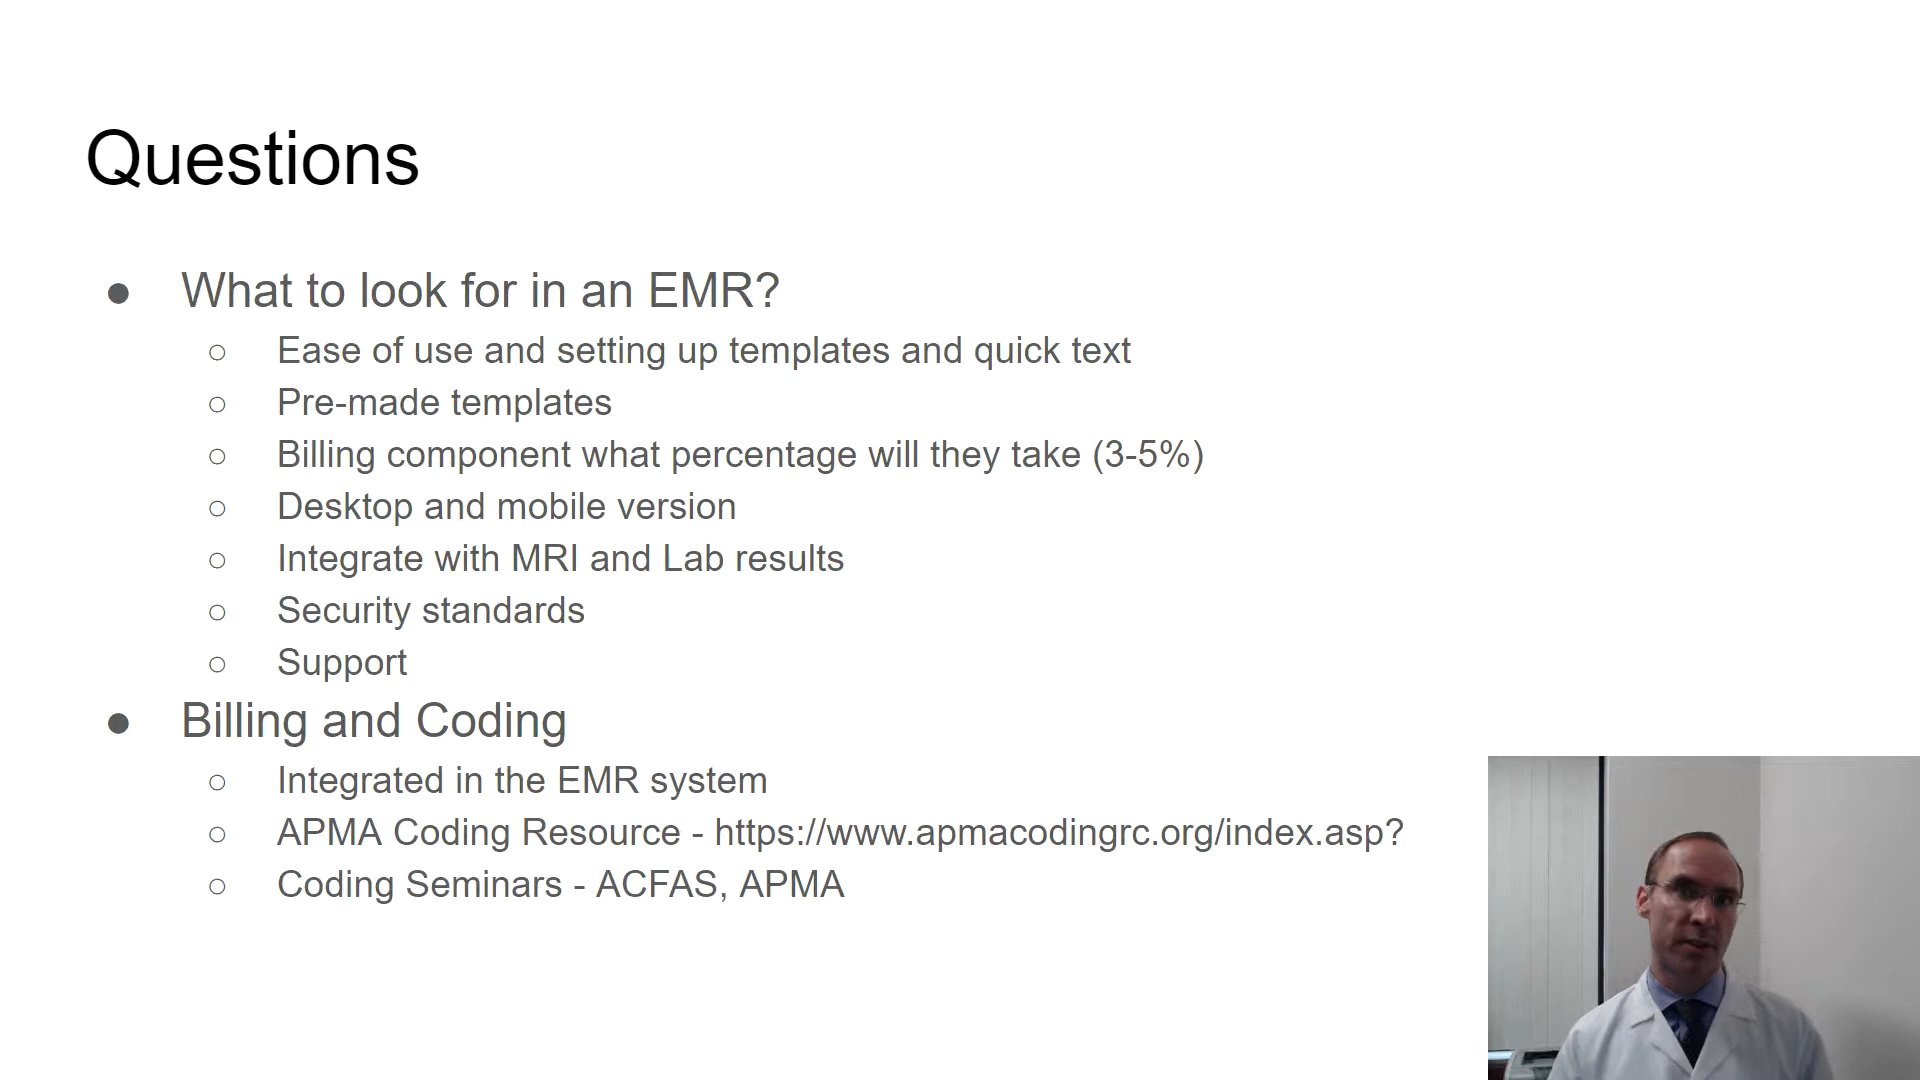 Questions
● What to look for in an EMR?
○ Ease of use and setting up templates and quick text
○ Pre-made templates
○ Billing component what percentage will they take (3-5%)
○ Desktop and mobile version
○ Integrate with MRI and Lab results
○ Security standards
○ Support
● Billing and Coding
○ Integrated in the EMR system
○ APMA Coding Resource - https://www.apmacodingrc.org/index.asp?
○ Coding Seminars - ACFAS, APMA